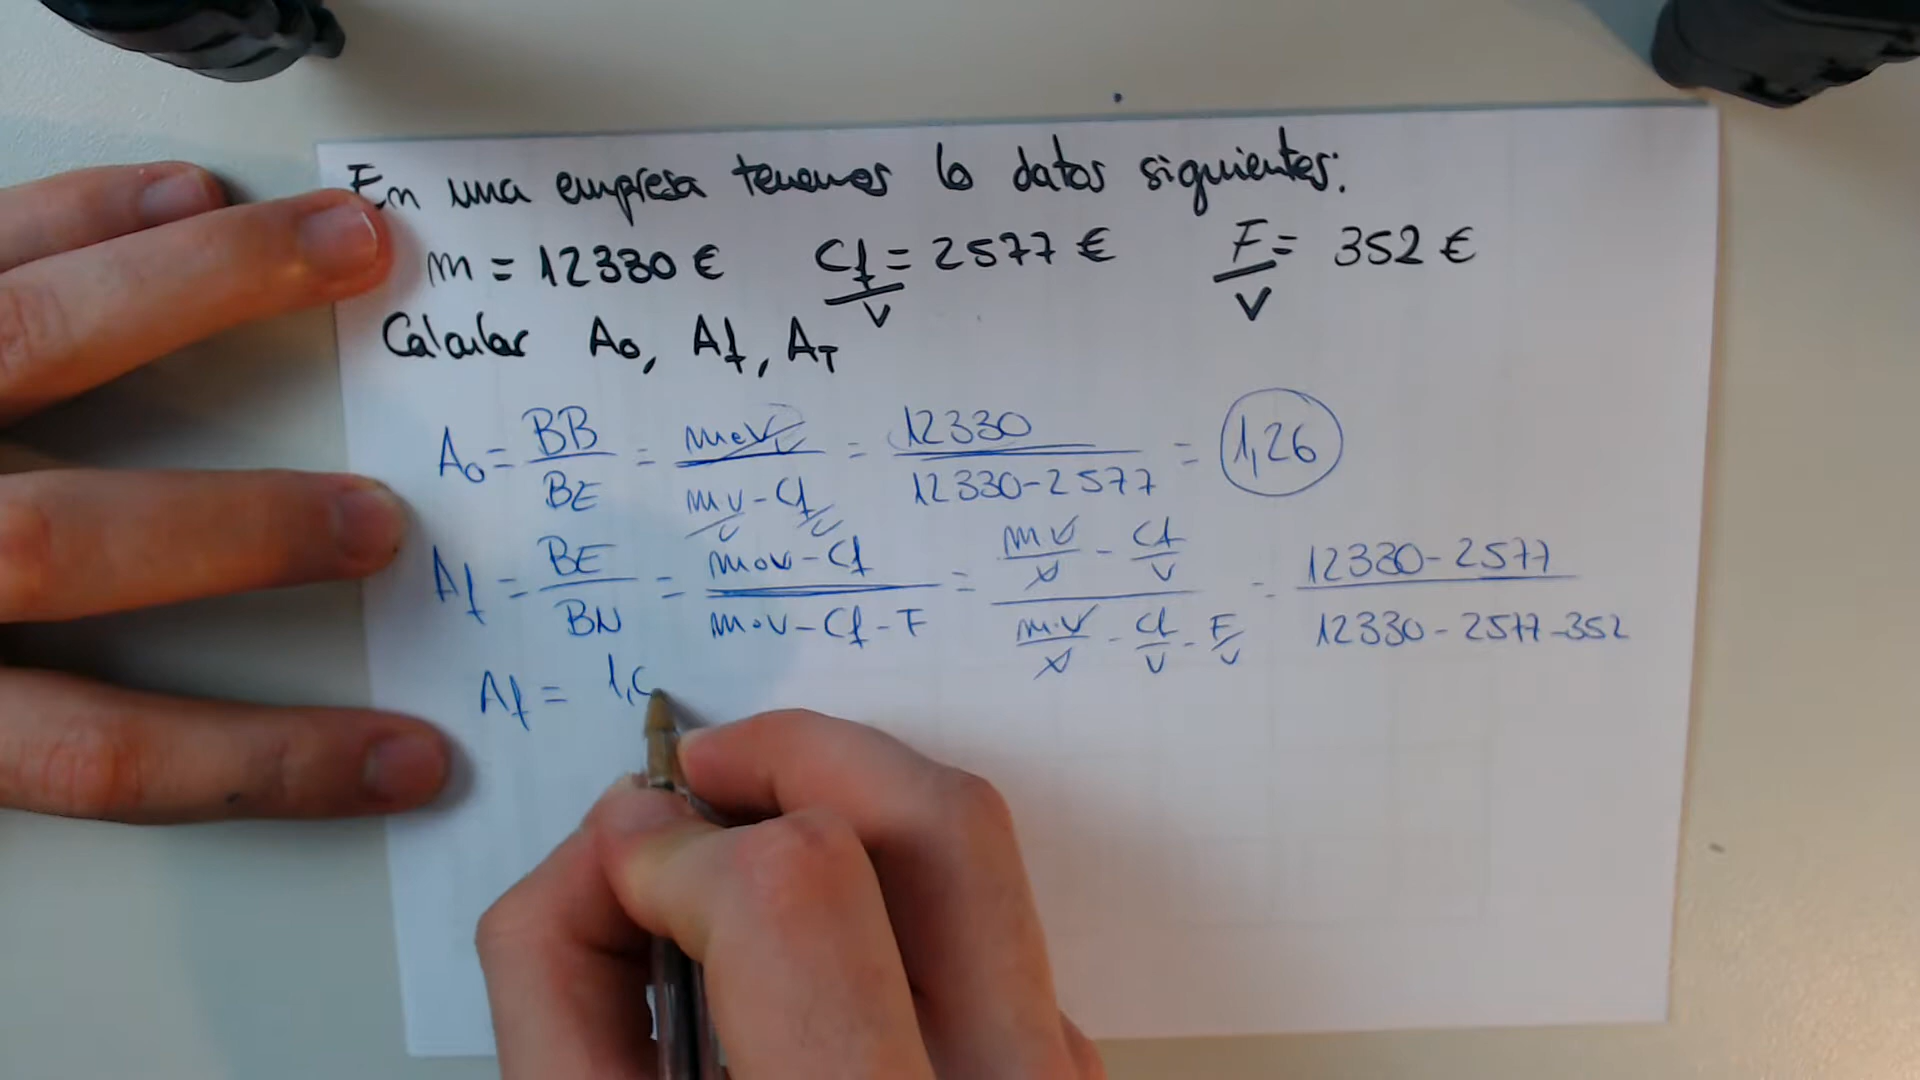 En una empresa tenemos lo datos siguientes:
m = 12330 € Cf/V = 2577 € F/V = 352 €
Calcular Ao, Af, AT
Ao = BB/BE = m·V/V / m·V/V - Cf/V = 12330 / 12330-2577 = 1,26
Af = BE/BN = m·V-Cf / m·V-Cf-F = m·V/V - Cf/V / m·V/V - Cf/V - F/V = 12330-2577 / 12330-2577-352
Af = 1,0